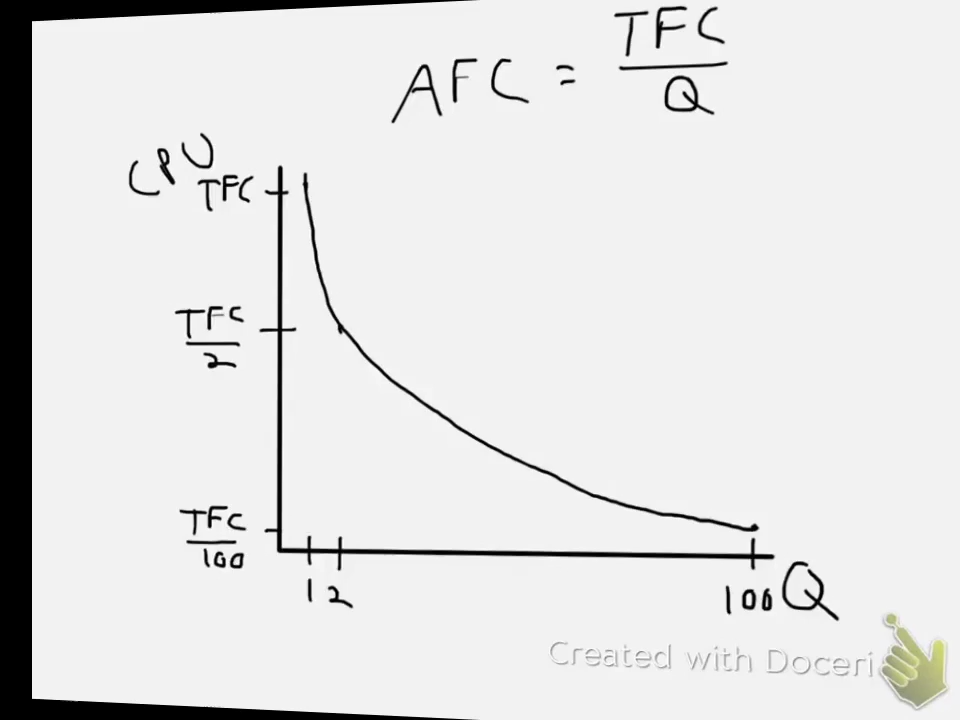 AFC = TFC
Q
CPU
TFC
TFC
2
TFC
100
1 2 100 Q
Created with Doceri